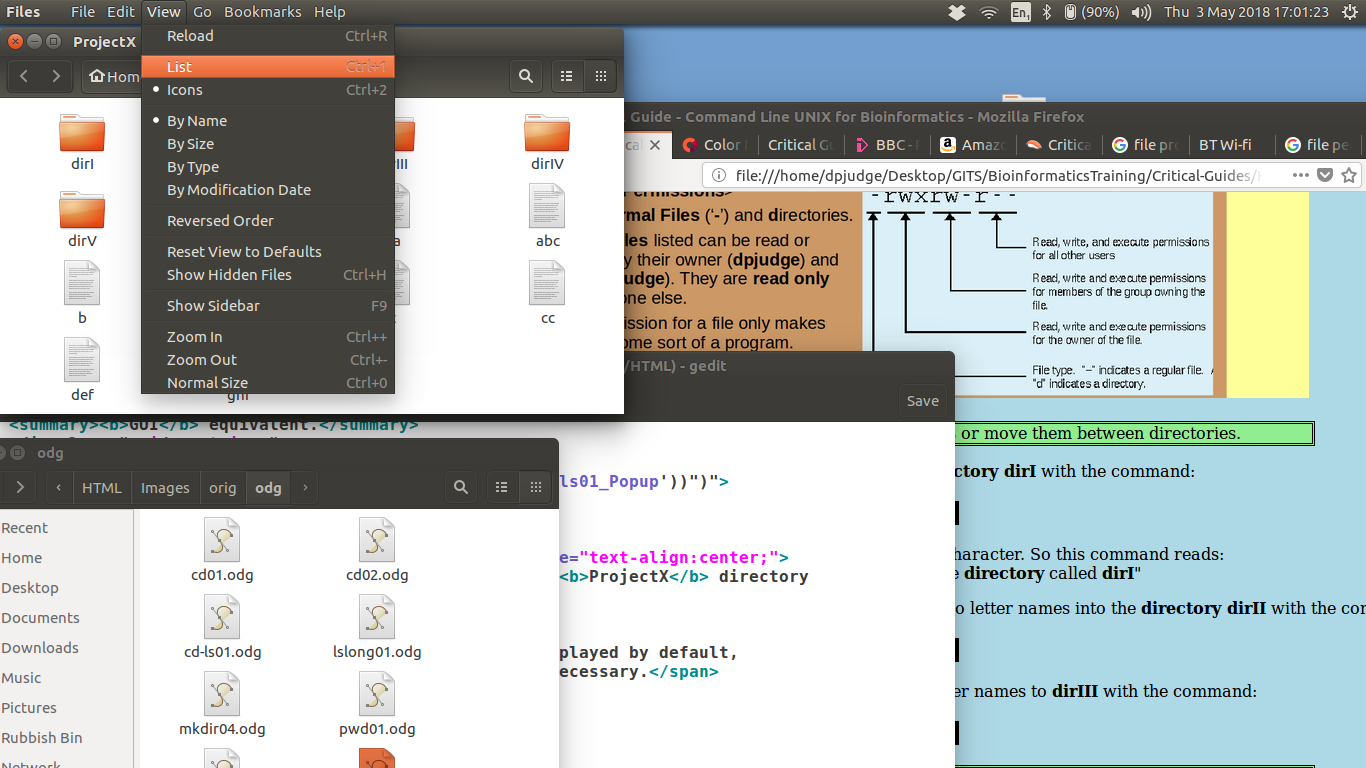 Files File Edit View Go Bookmarks Help En1 (90%) Thu 3 May 2018 17:01:23
Reload Ctrl+R
List Ctrl+1
Icons Ctrl+2
By Name
By Size
By Type
By Modification Date
Reversed Order
Reset View to Defaults
Show Hidden Files Ctrl+H
Show Sidebar F9
Zoom In Ctrl++
Zoom Out Ctrl+-
Normal Size Ctrl+0
ProjectX
Hom
dirI dirIV
dirV abc
b cc
def gm
Guide - Command Line UNIX for Bioinformatics - Mozilla Firefox
Color Critical Gu BBC - Amaz Critica file pro BT Wi-fi file pe
file:///home/dpjudge/Desktop/GITS/BioinformaticsTraining/Critical-Guides/
-rwxrw-r--
rmal Files ('-') and directories.
les listed can be read or
y their owner (dpjudge) and
udge). They are read only
one else.
ission for a file only makes
ome sort of a program.
Read, write, and execute permissions
for all other users
Read, write and execute permissions
for members of the group owning the
file.
Read, write and execute permissions
for the owner of the file.
File type. "–" indicates a regular file.
"d" indicates a directory.
/HTML) - gedit
Save
<summary><b>GUI</b> equivalent.</summary>
ls01_Popup'))")">
e="text-align:center;">
<b>ProjectX</b> directory
played by default,
ecessary.</span>
or move them between directories.
ctory dirI with the command:
haracter. So this command reads:
e directory called dirI"
o letter names into the directory dirII with the cor
er names to dirIII with the command:
odg
HTML Images orig odg
Recent
Home
Desktop
Documents
Downloads
Music
Pictures
Rubbish Bin
Network
cd01.odg cd02.odg
cd-ls01.odg lslong01.odg
mkdir04.odg pwd01.odg